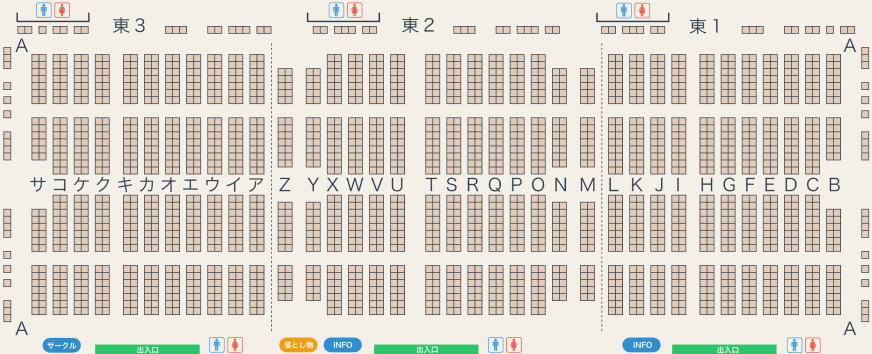 東3
東2
東1
A
A
サ コ ケ ク キ カ オ エ ウ イ ア Z Y X W V U T S R Q P O N M L K J I H G F E D C B
A
A
サークル
出入口
落とし物
INFO
出入口
INFO
出入口